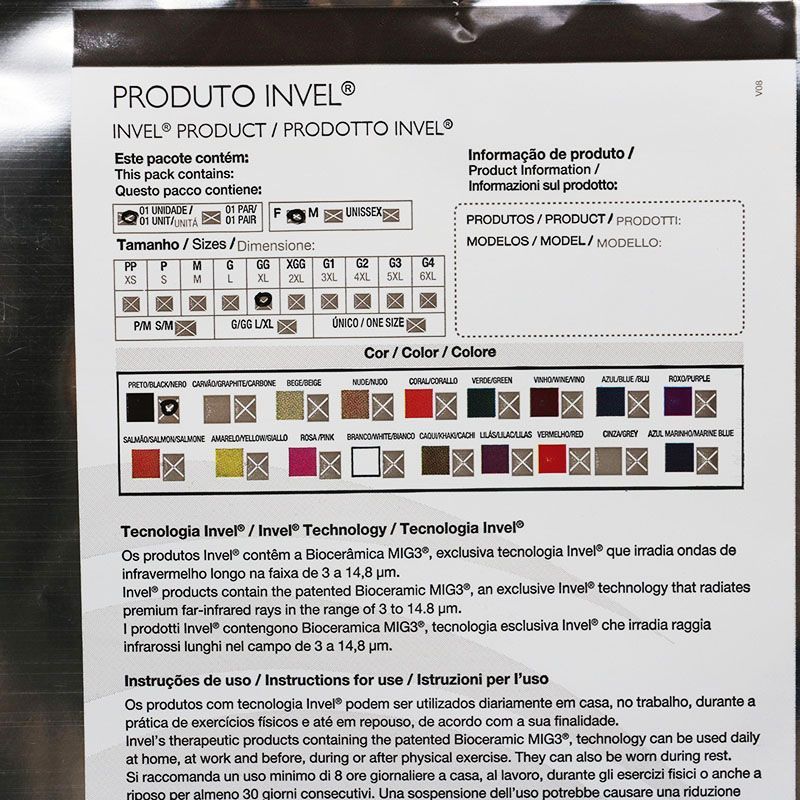 V08
PRODUTO INVEL®
INVEL® PRODUCT / PRODOTTO INVEL®
Este pacote contém:
This pack contains:
Questo pacco contiene:
01 UNIDADE /
01 UNIT/UNITÁ
01 PAR/
01 PAIR
F
M
UNISSEX
Tamanho / Sizes / Dimensione:
PP P M G GG XGG G1 G2 G3 G4
XS S M L XL 2XL 3XL 4XL 5XL 6XL
P/M S/M
G/GG L/XL
ÚNICO / ONE SIZE
Informação de produto /
Product Information /
Informazioni sul prodotto:
PRODUTOS / PRODUCT / PRODOTTI:
MODELOS / MODEL / MODELLO:
Cor / Color / Colore
PRETO/BLACK/NERO CARVÃO/GRAPHITE/CARBONE BEGE/BEIGE NUDE/NUDO CORAL/CORALLO VERDE/GREEN VINHO/WINE/VINO AZUL/BLUE /BLU ROXO/PURPLE
SALMÃO/SALMON/SALMONE AMARELO/YELLOW/GIALLO ROSA /PINK BRANCO/WHITE/BIANCO CAQUI/KHAKI/CACHI LILÁS/LILAC/LILAS VERMELHO/RED CINZA/GREY AZUL MARINHO/MARINE BLUE
Tecnologia Invel® / Invel® Technology / Tecnologia Invel®
Os produtos Invel® contêm a Biocerâmica MIG3®, exclusiva tecnologia Invel® que irradia ondas de
infravermelho longo na faixa de 3 a 14,8 µm.
Invel® products contain the patented Bioceramic MIG3®, an exclusive Invel® technology that radiates
premium far-infrared rays in the range of 3 to 14.8 µm.
I prodotti Invel® contengono Bioceramica MIG3®, tecnologia esclusiva Invel® che irradia raggia
infrarossi lunghi nel campo de 3 a 14,8 µm.
Instruções de uso / Instructions for use / Istruzioni per l'uso
Os produtos com tecnologia Invel® podem ser utilizados diariamente em casa, no trabalho, durante a
prática de exercícios físicos e até em repouso, de acordo com a sua finalidade.
Invel's therapeutic products containing the patented Bioceramic MIG3®, technology can be used daily
at home, at work and before, during or after physical exercise. They can also be worn during rest.
Si raccomanda un uso minimo di 8 ore giornaliere a casa, al lavoro, durante gli esercizi fisici o anche a
riposo per almeno 30 giorni consecutivi. Una sospensione dell'uso potrebbe causare una riduzione